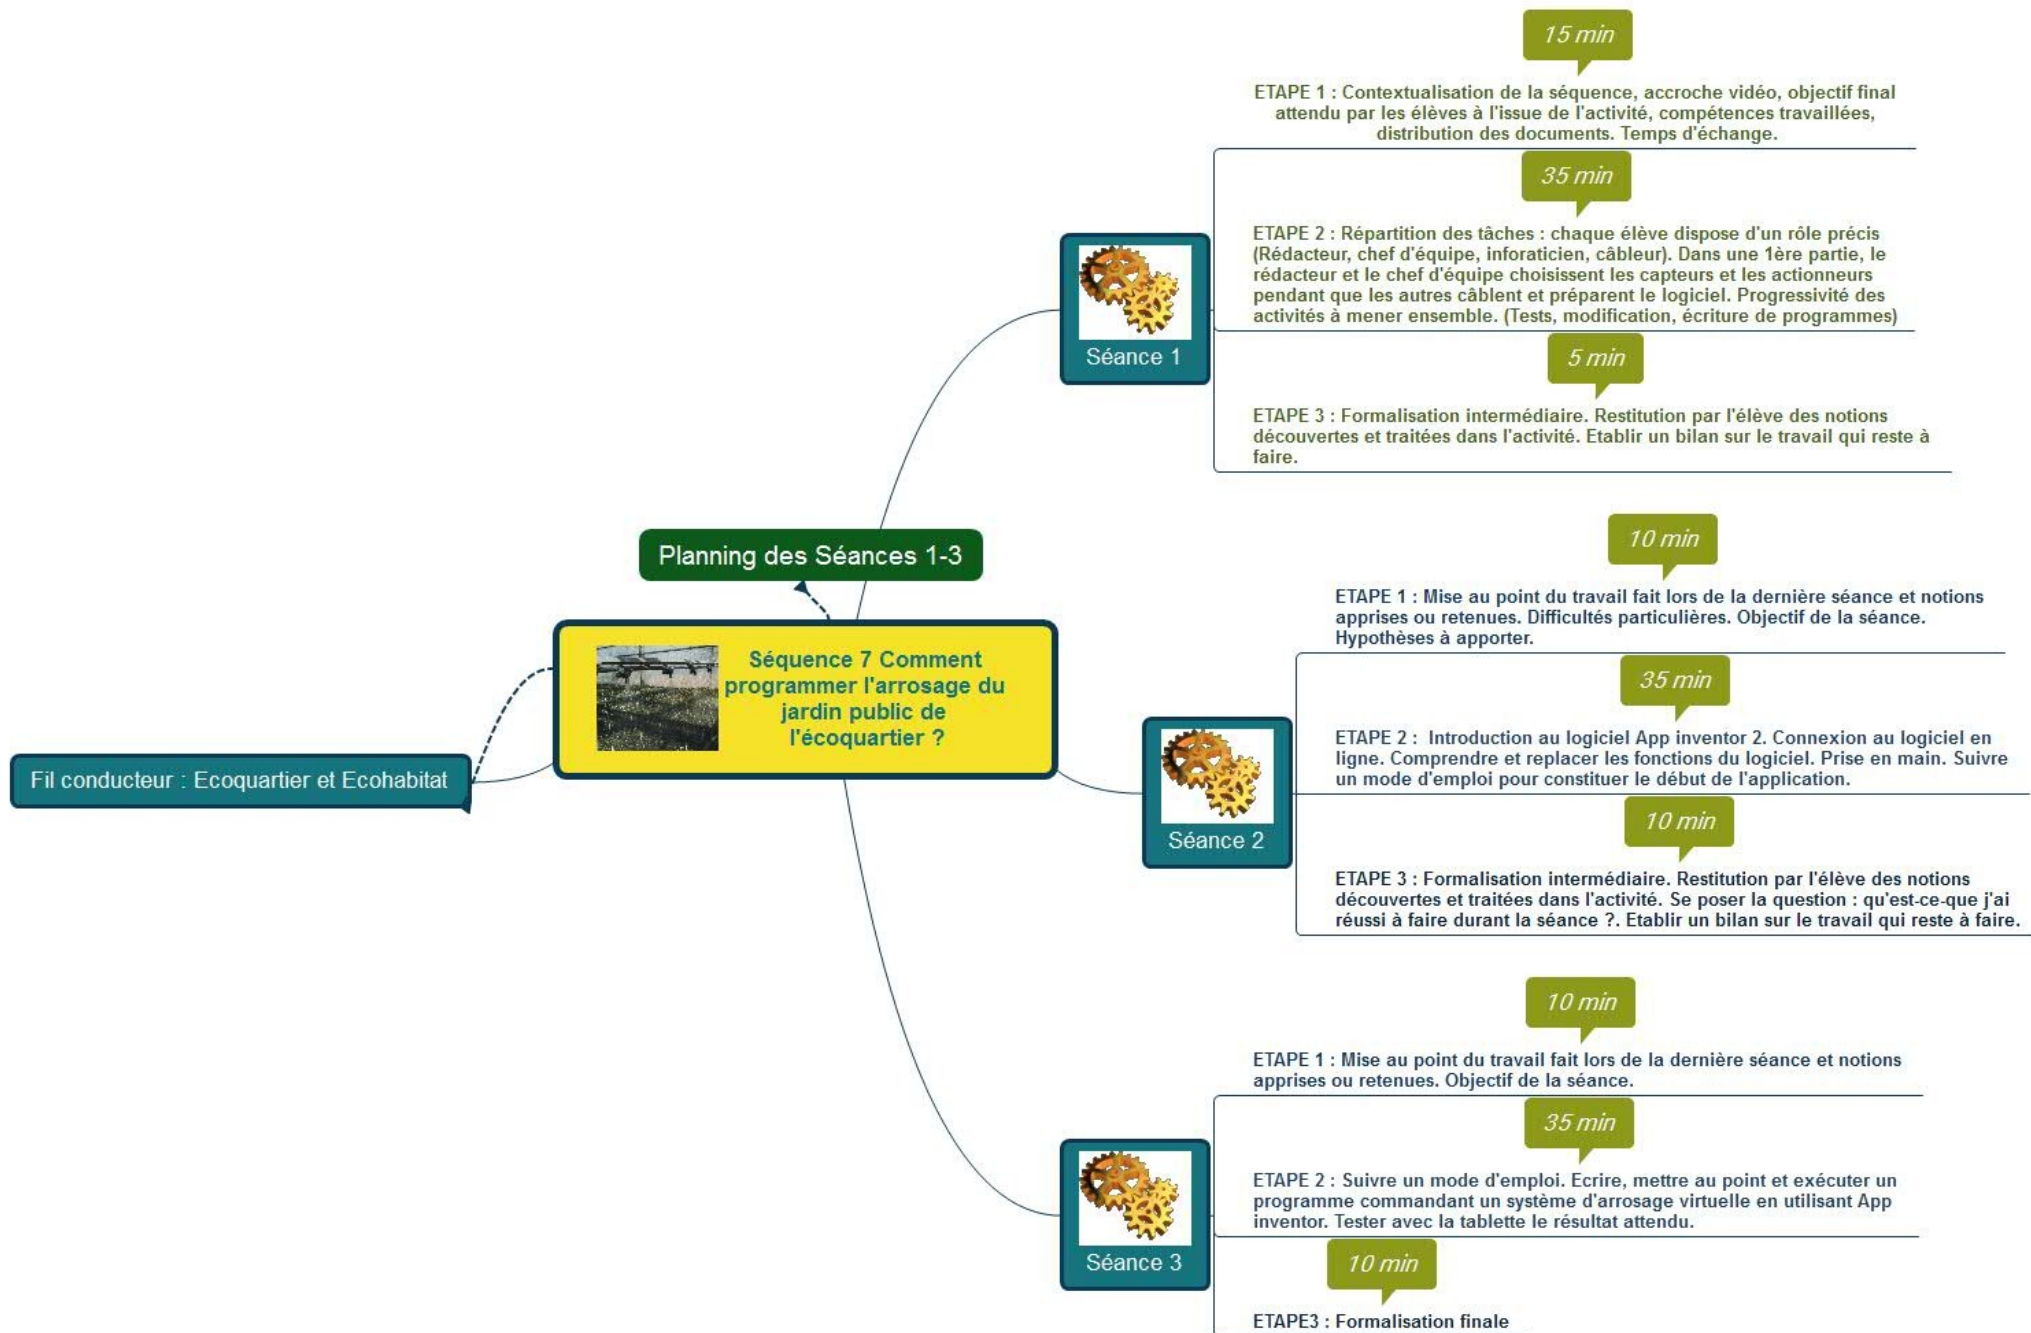 15 min
ETAPE 1 : Contextualisation de la séquence, accroche vidéo, objectif final
attendu par les élèves à l'issue de l'activité, compétences travaillées,
distribution des documents. Temps d'échange.
35 min
ETAPE 2 : Répartition des tâches : chaque élève dispose d'un rôle précis
(Rédacteur, chef d'équipe, inforaticien, câbleur). Dans une 1ère partie, le
rédacteur et le chef d'équipe choisissent les capteurs et les actionneurs
pendant que les autres câblent et préparent le logiciel. Progressivité des
activités à mener ensemble. (Tests, modification, écriture de programmes)
Séance 1
5 min
ETAPE 3 : Formalisation intermédiaire. Restitution par l'élève des notions
découvertes et traitées dans l'activité. Etablir un bilan sur le travail qui reste à
faire.
Planning des Séances 1-3
Séquence 7 Comment
programmer l'arrosage du
jardin public de
l'écoquartier ?
Fil conducteur : Ecoquartier et Ecohabitat
10 min
ETAPE 1 : Mise au point du travail fait lors de la dernière séance et notions
apprises ou retenues. Difficultés particulières. Objectif de la séance.
Hypothèses à apporter.
35 min
ETAPE 2 :  Introduction au logiciel App inventor 2. Connexion au logiciel en
ligne. Comprendre et replacer les fonctions du logiciel. Prise en main. Suivre
un mode d'emploi pour constituer le début de l'application.
Séance 2
10 min
ETAPE 3 : Formalisation intermédiaire. Restitution par l'élève des notions
découvertes et traitées dans l'activité. Se poser la question : qu'est-ce-que j'ai
réussi à faire durant la séance ?. Etablir un bilan sur le travail qui reste à faire.
10 min
ETAPE 1 : Mise au point du travail fait lors de la dernière séance et notions
apprises ou retenues. Objectif de la séance.
35 min
ETAPE 2 : Suivre un mode d'emploi. Ecrire, mettre au point et exécuter un
programme commandant un système d'arrosage virtuelle en utilisant App
inventor. Tester avec la tablette le résultat attendu.
Séance 3
10 min
ETAPE3 : Formalisation finale